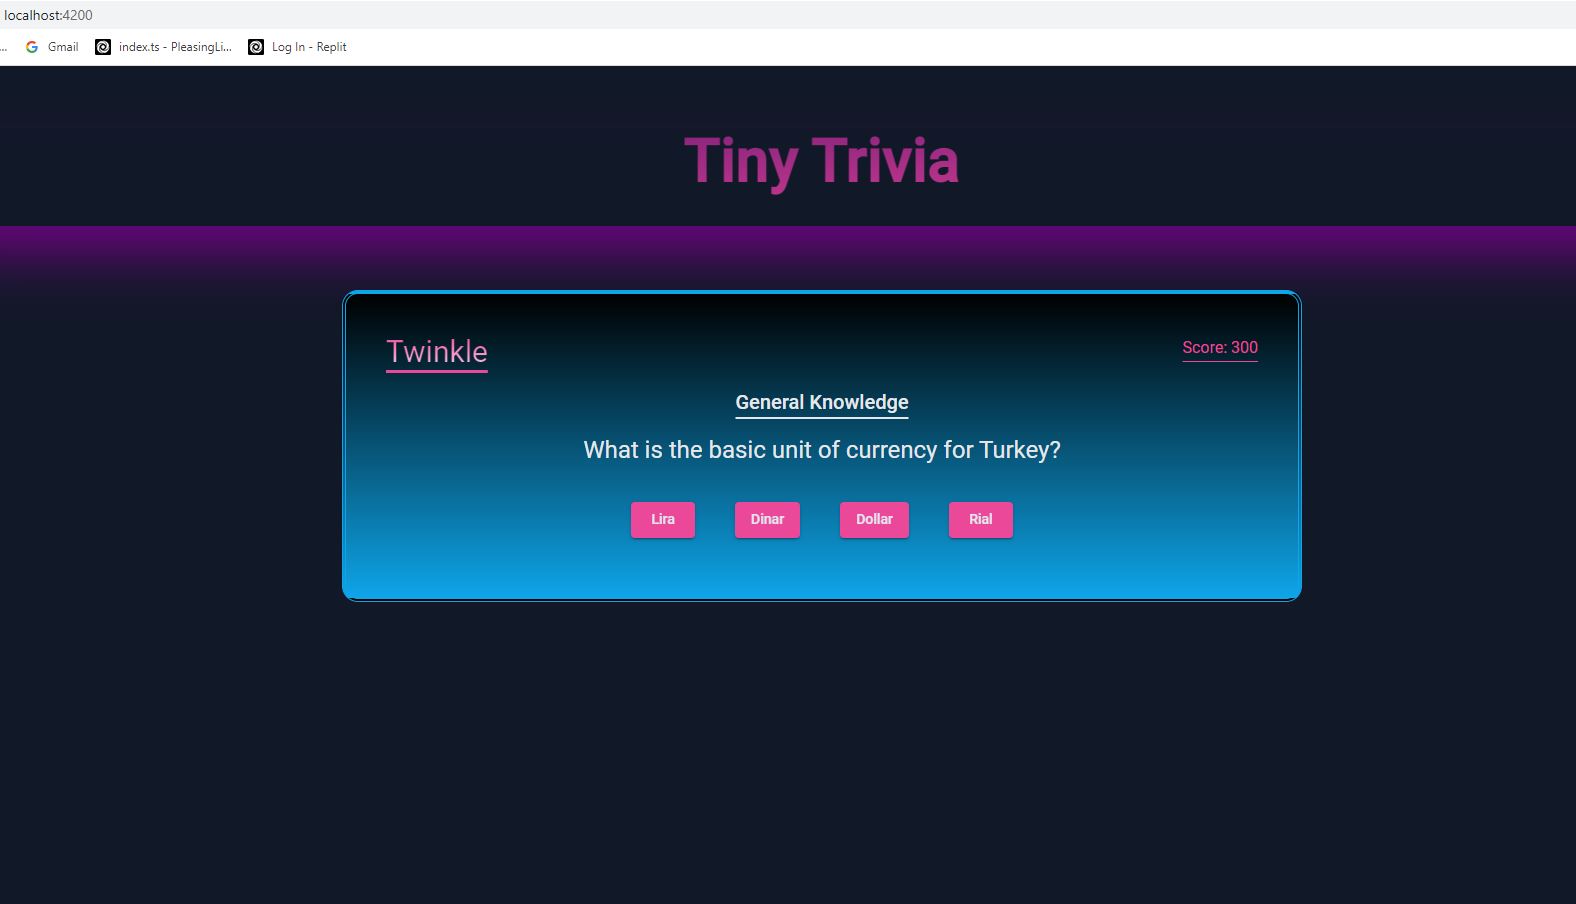 localhost:4200
... Gmail index.ts - PleasingLi... Log In - Replit
Tiny Trivia
Twinkle Score: 300
General Knowledge
What is the basic unit of currency for Turkey?
Lira Dinar Dollar Rial